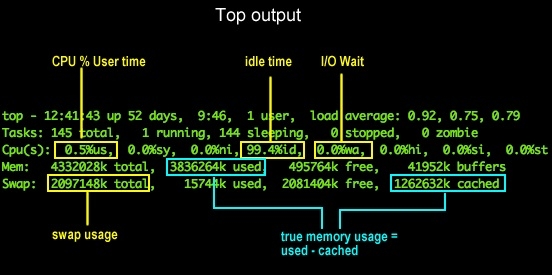 Top output
CPU % User time
idle time
I/O Wait
top - 12:41:43 up 52 days,  9:46,  1 user,  load average: 0.92, 0.75, 0.79
Tasks: 145 total,   1 running, 144 sleeping,   0 stopped,   0 zombie
Cpu(s):  0.5%us,  0.0%sy,  0.0%ni, 99.4%id,  0.0%wa,  0.0%hi,  0.0%si,  0.0%st
Mem:   4332028k total,  3836264k used,   495764k free,    41952k buffers
Swap:  2097148k total,    15744k used,  2081404k free,  1262632k cached
swap usage
true memory usage =
used - cached